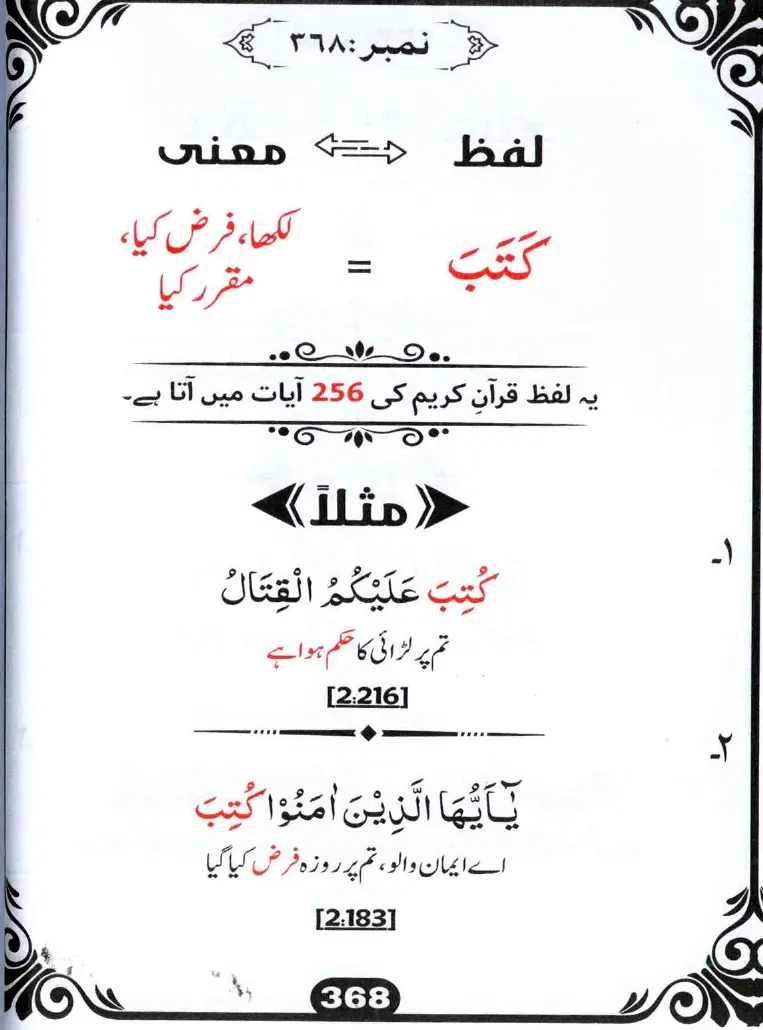 نمبر: ٣٦٨
لفظ ⇐⇒ معنی
كَتَبَ = لکھا، فرض کیا،
مقرر کیا
یہ لفظ قرآنِ کریم کی 256 آیات میں آتا ہے۔
مثلاً
۱۔
كُتِبَ عَلَيْكُمُ الْقِتَالُ
تم پر لڑائی کا حکم ہوا ہے
[2:216]
۲۔
يٰٓاَيُّهَا الَّذِيْنَ اٰمَنُوْا كُتِبَ
اے ایمان والو، تم پر روزہ فرض کیا گیا
[2:183]
368